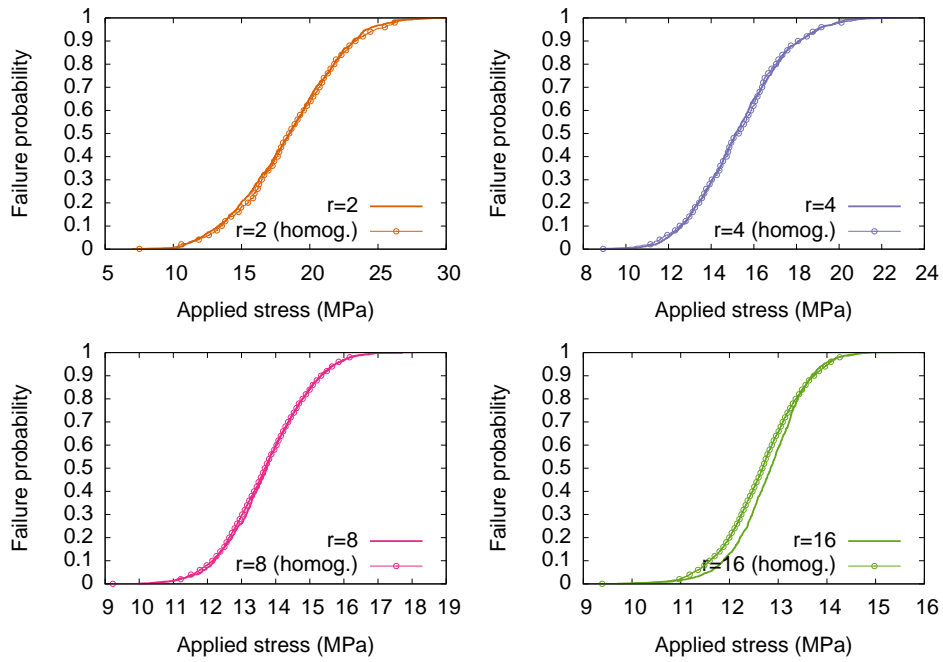 Failure probability
1
0.9
0.8
0.7
0.6
0.5
0.4
0.3
0.2
0.1
0
5 10 15 20 25 30
Applied stress (MPa)
r=2
r=2 (homog.)
Failure probability
1
0.9
0.8
0.7
0.6
0.5
0.4
0.3
0.2
0.1
0
8 10 12 14 16 18 20 22 24
Applied stress (MPa)
r=4
r=4 (homog.)
Failure probability
1
0.9
0.8
0.7
0.6
0.5
0.4
0.3
0.2
0.1
0
9 10 11 12 13 14 15 16 17 18 19
Applied stress (MPa)
r=8
r=8 (homog.)
Failure probability
1
0.9
0.8
0.7
0.6
0.5
0.4
0.3
0.2
0.1
0
9 10 11 12 13 14 15 16
Applied stress (MPa)
r=16
r=16 (homog.)